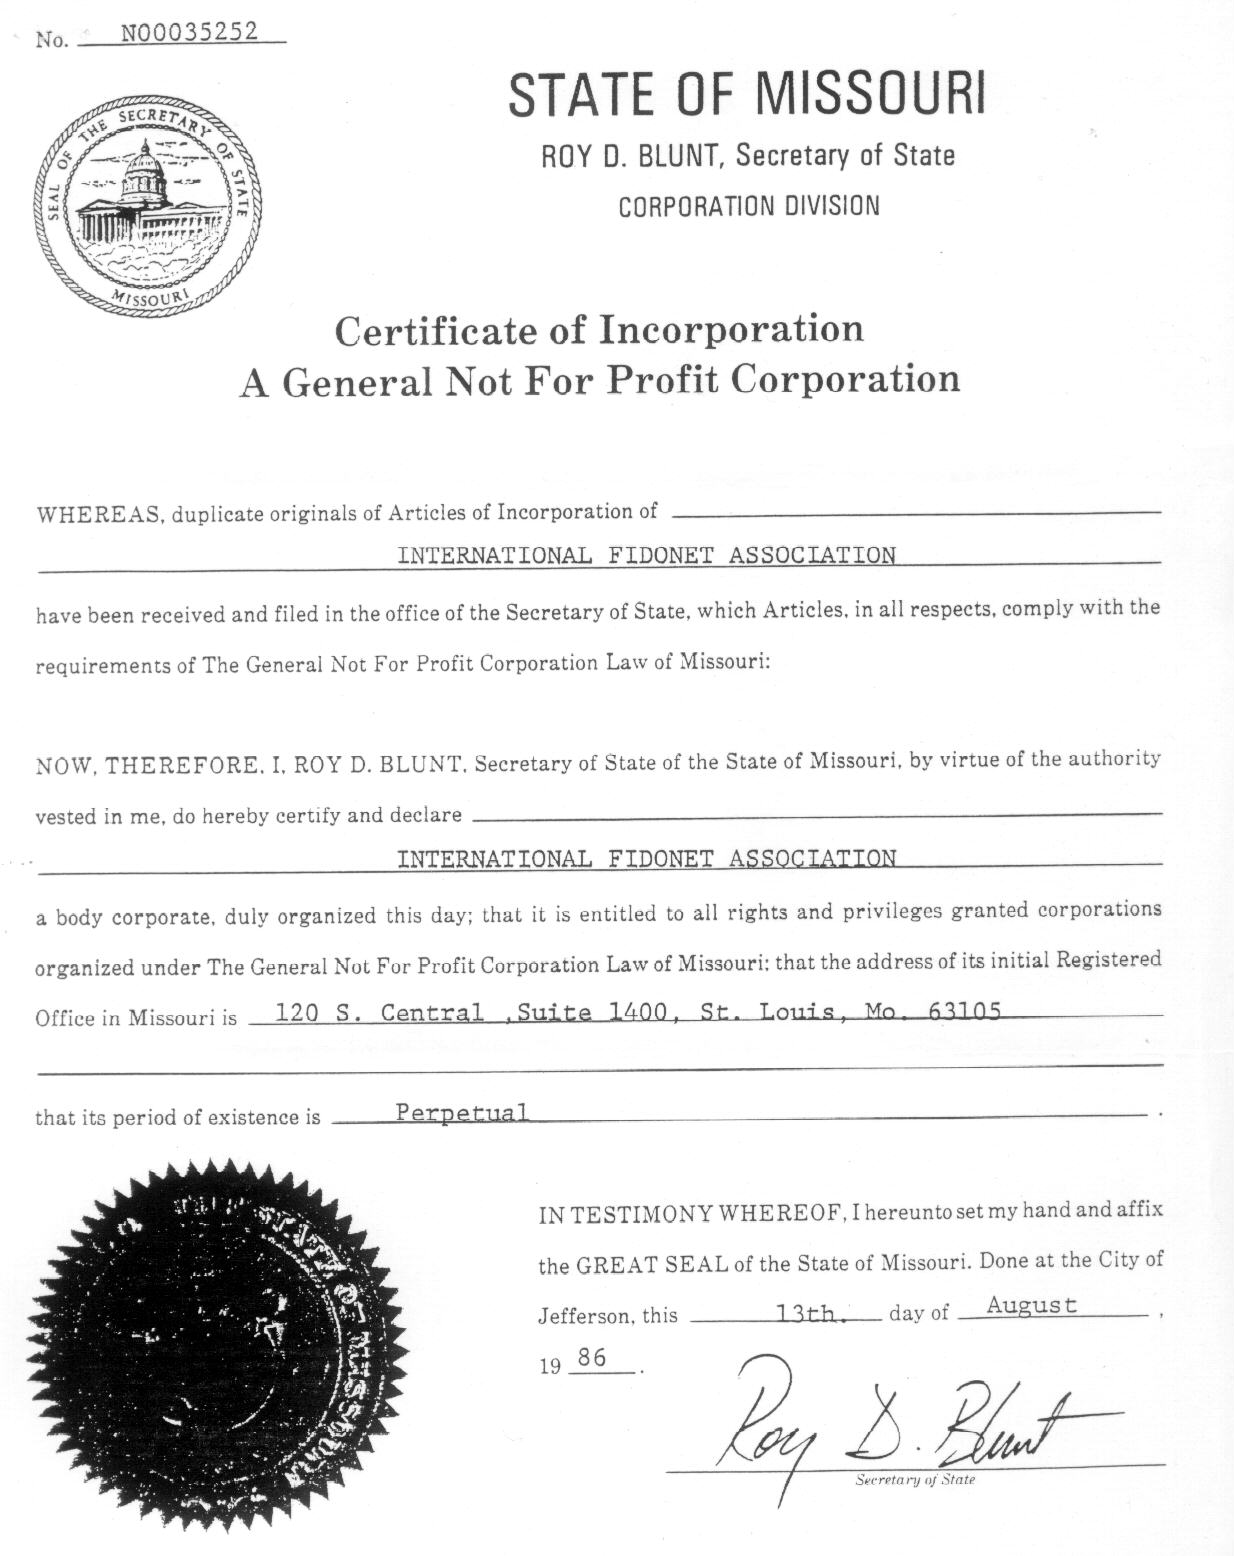 No. N00035252
SEAL OF THE SECRETARY OF STATE
MISSOURI
STATE OF MISSOURI
ROY D. BLUNT, Secretary of State
CORPORATION DIVISION
Certificate of Incorporation
A General Not For Profit Corporation
WHEREAS, duplicate originals of Articles of Incorporation of
INTERNATIONAL FIDONET ASSOCIATION
have been received and filed in the office of the Secretary of State, which Articles, in all respects, comply with the
requirements of The General Not For Profit Corporation Law of Missouri:
NOW, THEREFORE, I, ROY D. BLUNT, Secretary of State of the State of Missouri, by virtue of the authority
vested in me, do hereby certify and declare
INTERNATIONAL FIDONET ASSOCIATION
a body corporate, duly organized this day; that it is entitled to all rights and privileges granted corporations
organized under The General Not For Profit Corporation Law of Missouri; that the address of its initial Registered
Office in Missouri is 120 S. Central ,Suite 1400, St. Louis, Mo. 63105
that its period of existence is Perpetual .
IN TESTIMONY WHEREOF, I hereunto set my hand and affix
the GREAT SEAL of the State of Missouri. Done at the City of
Jefferson, this 13th. day of August ,
19 86 .
Roy D. Blunt
Secretary of State